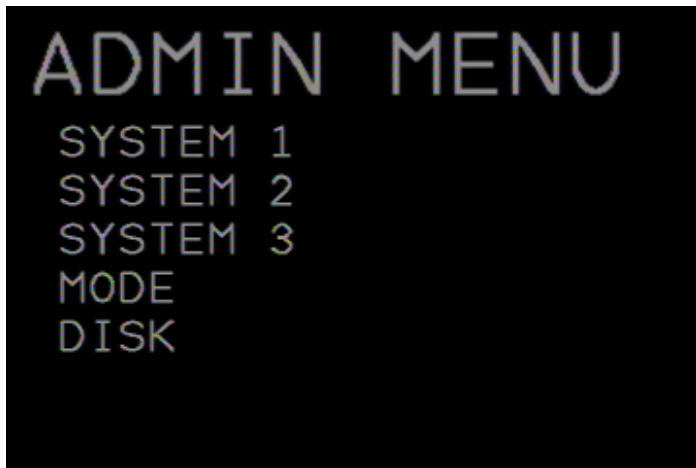 ADMIN MENU
SYSTEM 1
SYSTEM 2
SYSTEM 3
MODE
DISK